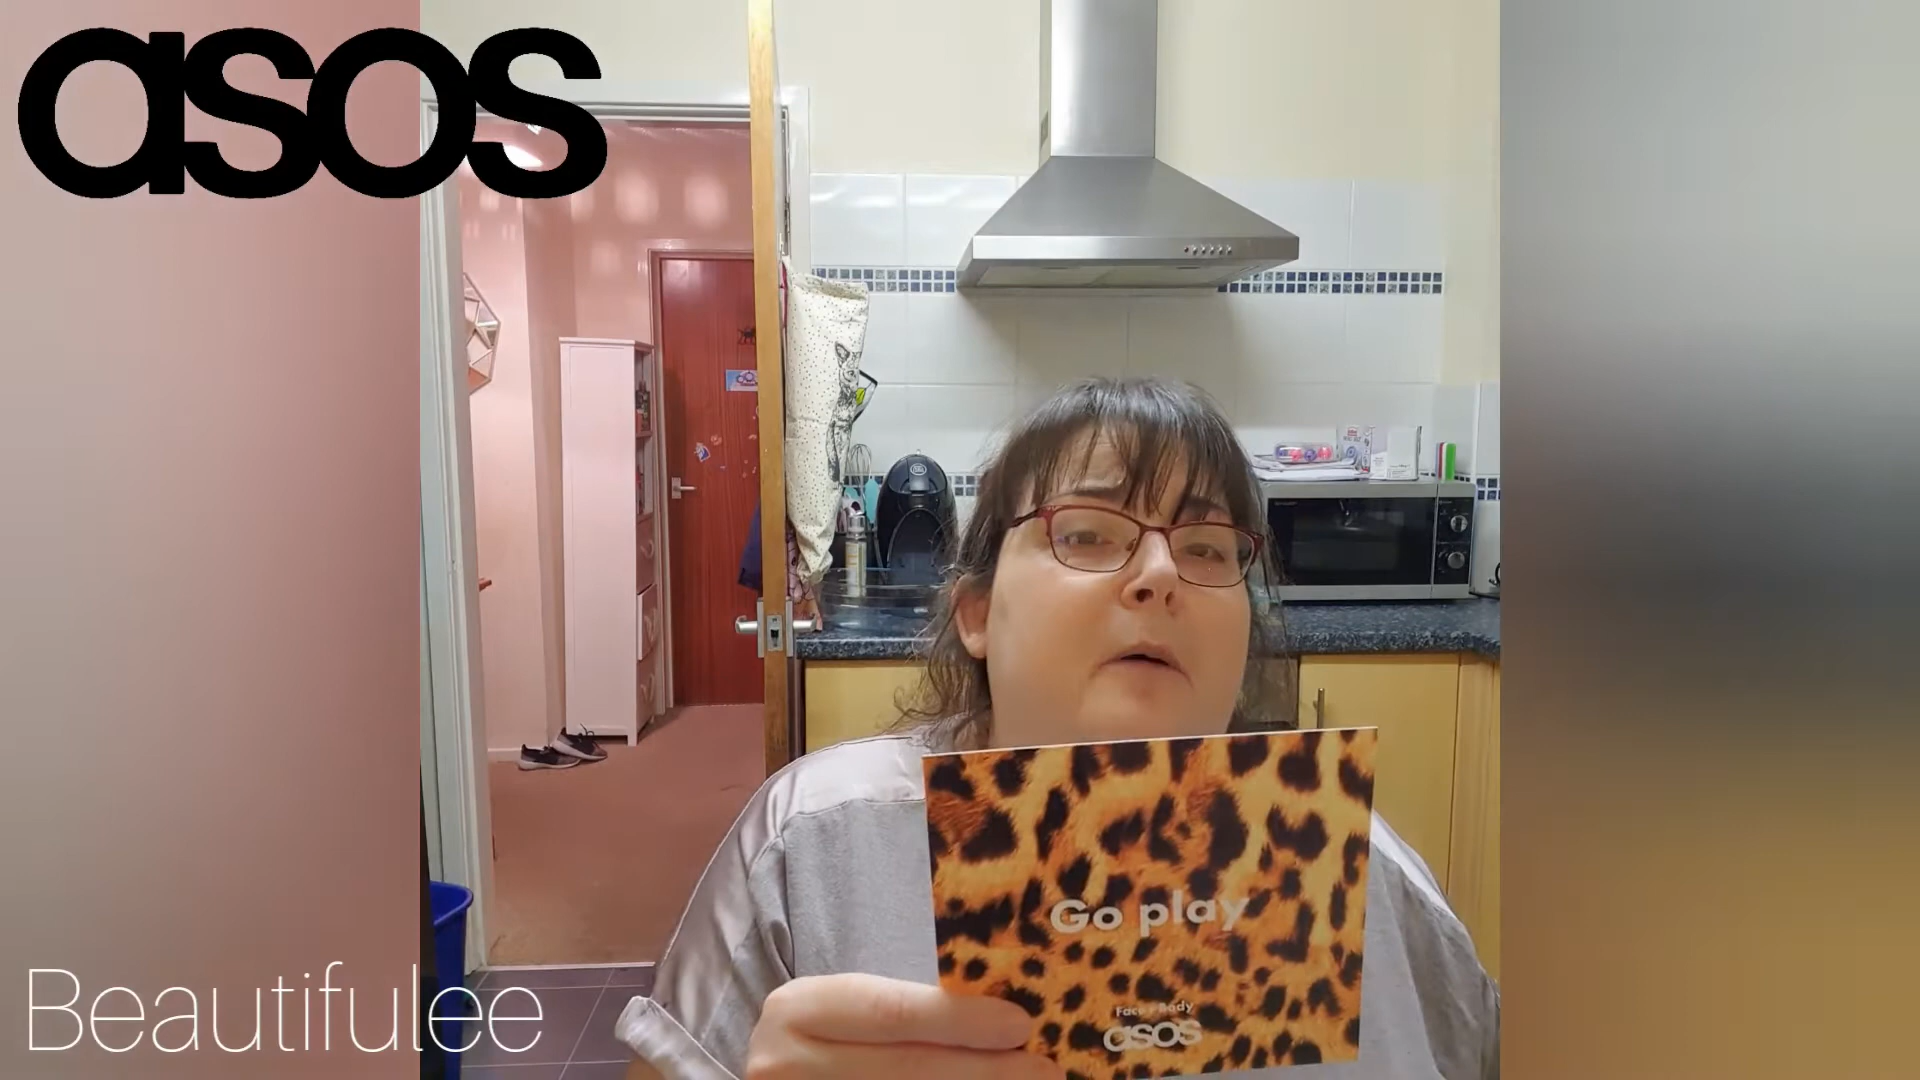 asos
Go play
Face + Body
asos
Beautifulee